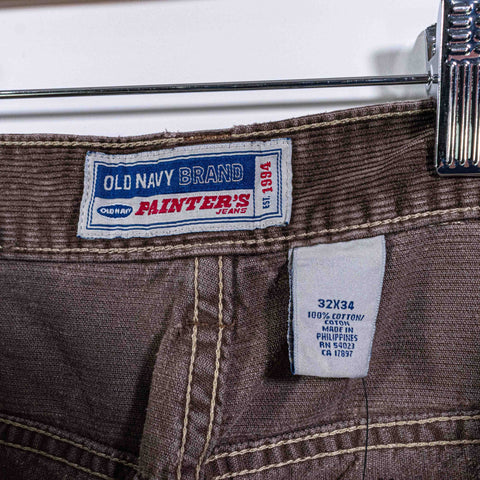 OLD NAVY BRAND
OLD NAVY PAINTER'S
JEANS
EST. 1994
32X34
100% COTTON/
COTON
MADE IN
PHILIPPINES
RN 54023
CA 17897